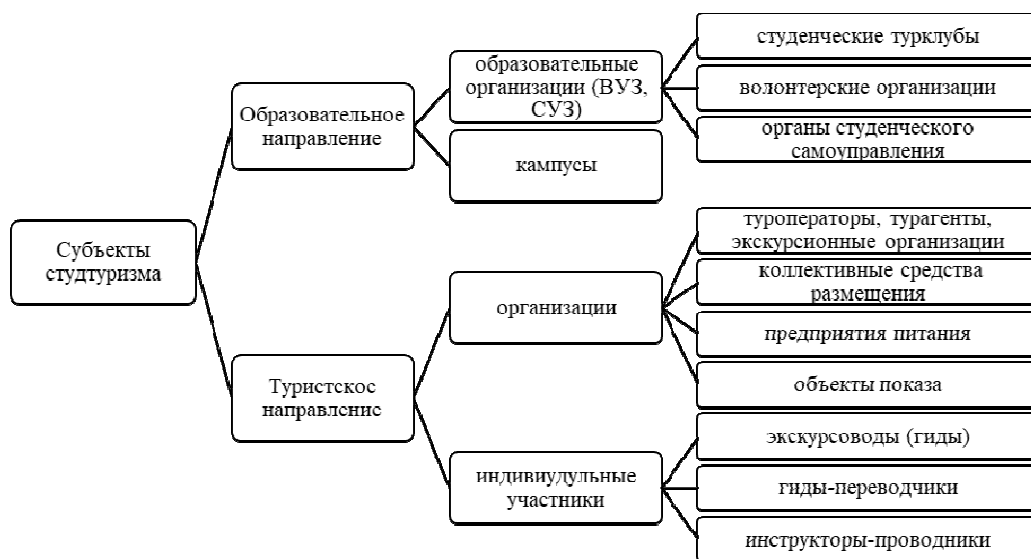 Субъекты
студтуризма
Образовательное
направление
образовательные
организации (ВУЗ,
СУЗ)
студенческие турклубы
волонтерские организации
органы студенческого
самоуправления
кампусы
Туристское
направление
организации
туроператоры, турагенты,
экскурсионные организации
коллективные средства
размещения
предприятия питания
объекты показа
индивиудульные
участники
экскурсоводы (гиды)
гиды-переводчики
инструкторы-проводники